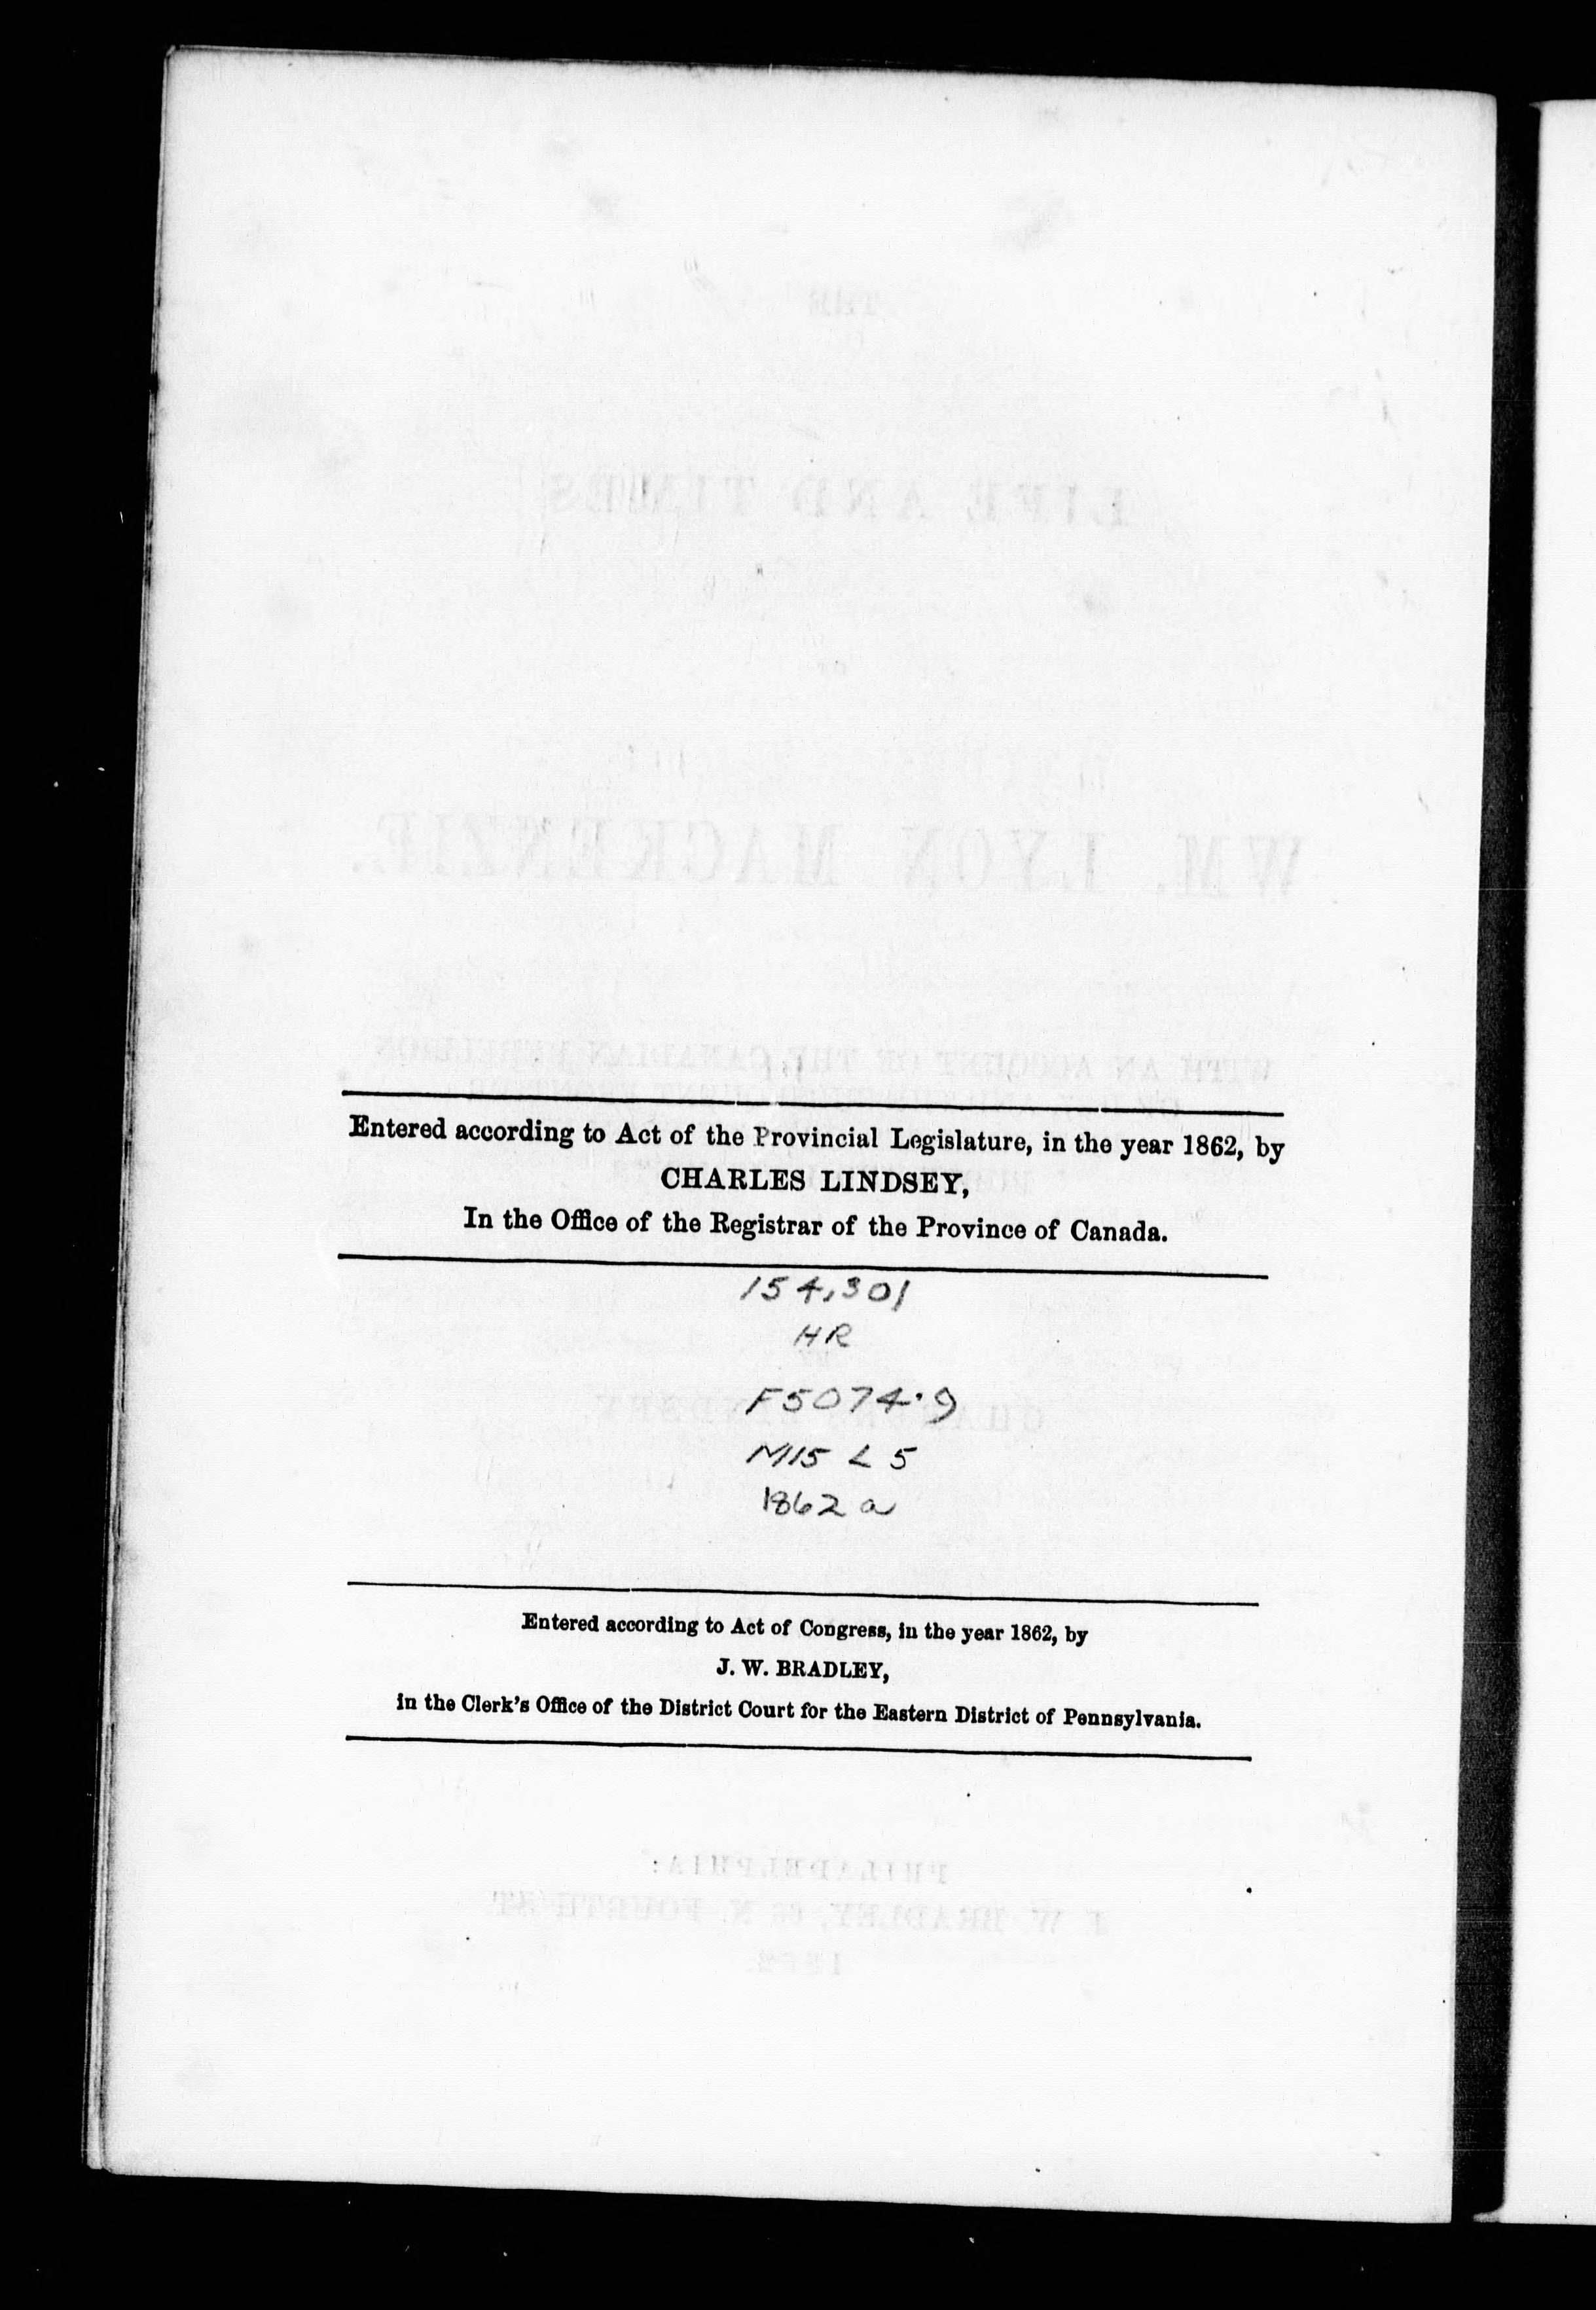 Entered according to Act of the Provincial Legislature, in the year 1862, by
CHARLES LINDSEY,
In the Office of the Registrar of the Province of Canada.
154,301
HR
F5074.9
M15 L5
1862a
Entered according to Act of Congress, in the year 1862, by
J. W. BRADLEY,
in the Clerk's Office of the District Court for the Eastern District of Pennsylvania.